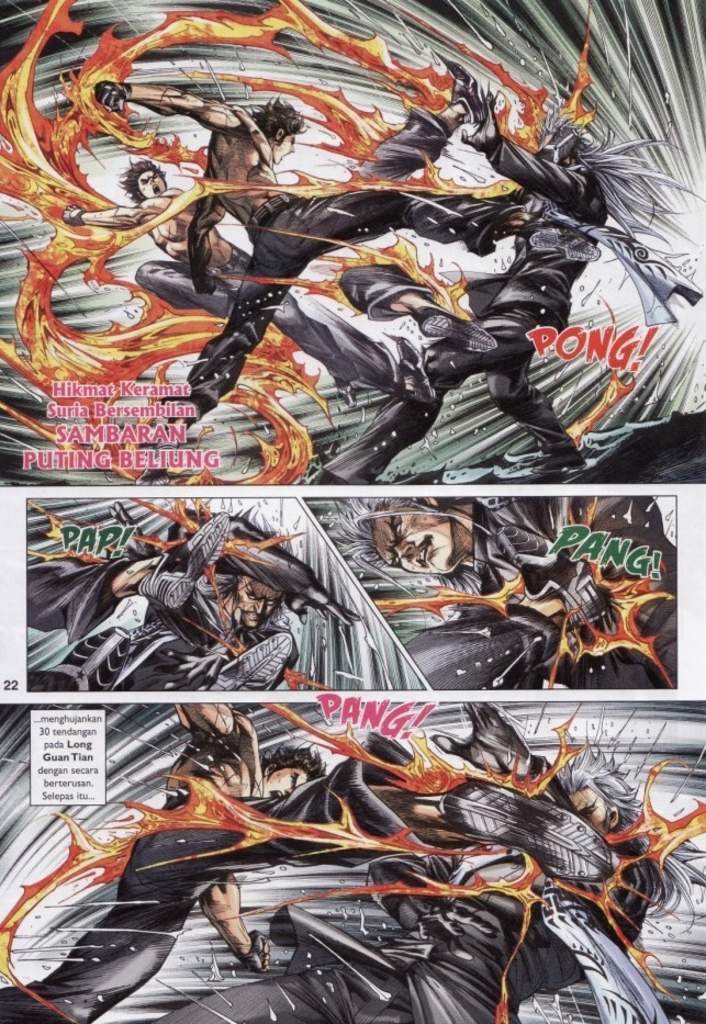 PONG!
Hikmat Keramat
Suria Bersembilan
SAMBARAN
PUTING BELIUNG
PAP!
PANG!
22
PANG!
...menghujankan
30 tendangan
pada Long
Guan Tian
dengan secara
berterusan.
Selepas itu...